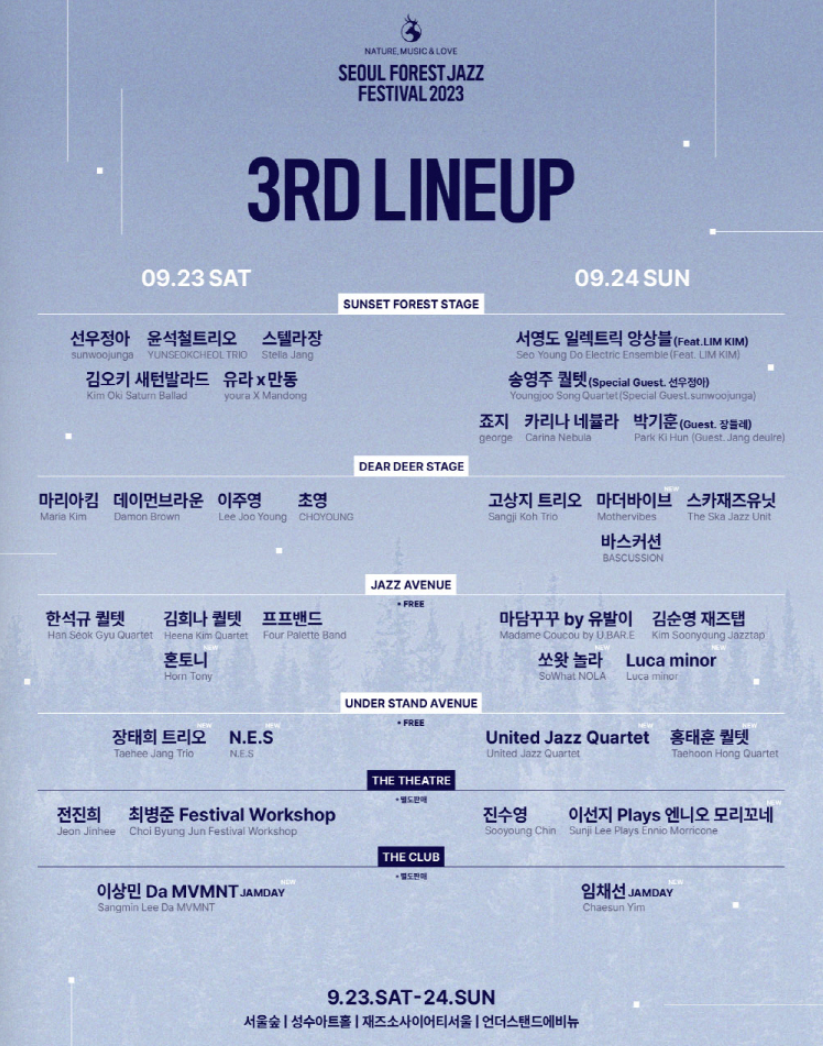 NATURE, MUSIC & LOVE
SEOUL FOREST JAZZ
FESTIVAL 2023
3RD LINEUP
09.23 SAT 09.24 SUN
SUNSET FOREST STAGE
선우정아 윤석철트리오 스텔라장 서영도 일렉트릭 앙상블(Feat.LIM KIM)
sunwoojunga YUNSEOKCHEOL TRIO Stella Jang Seo Young Do Electric Ensemble(Feat. LIM KIM)
김오키 새턴발라드 유라 x 만동 송영주 퀄텟(Special Guest. 선우정아)
Kim Oki Saturn Ballad youra X Mandong Youngjoo Song Quartet(Special Guest.sunwoojunga)
죠지 카리나 네뷸라 박기훈(Guest. 장들레)
george Carina Nebula Park Ki Hun (Guest. Jang deulre)
DEAR DEER STAGE
마리아킴 데이먼브라운 이주영 초영 고상지 트리오 마더바이브 NEW 스카재즈유닛
Maria Kim Damon Brown Lee Joo Young CHOYOUNG Sangji Koh Trio Mothervibes The Ska Jazz Unit
바스커션
BASCUSSION
JAZZ AVENUE
• FREE
한석규 퀄텟 김희나 퀄텟 프프밴드 마담꾸꾸 by 유발이 김순영 재즈탭
Han Seok Gyu Quartet Heena Kim Quartet Four Palette Band Madame Coucou by U.BAR.E Kim Soonyoung Jazztap
혼토니 NEW 쏘왓 놀라 NEW Luca minor NEW
Horn Tony SoWhat NOLA Luca minor
UNDER STAND AVENUE
• FREE
장태희 트리오 NEW N.E.S NEW United Jazz Quartet NEW 홍태훈 퀄텟 NEW
Taehee Jang Trio N.E.S United Jazz Quartet Taehoon Hong Quartet
THE THEATRE
• 별도판매
전진희 최병준 Festival Workshop 진수영 이선지 Plays 엔니오 모리꼬네 NEW
Jeon Jinhee Choi Byung Jun Festival Workshop Sooyoung Chin Sunji Lee Plays Ennio Morricone
THE CLUB
• 별도판매
이상민 Da MVMNT JAMDAY NEW 임채선 JAMDAY NEW
Sangmin Lee Da MVMNT Chaesun Yim
9.23.SAT-24.SUN
서울숲 | 성수아트홀 | 재즈소사이어티서울 | 언더스탠드에비뉴